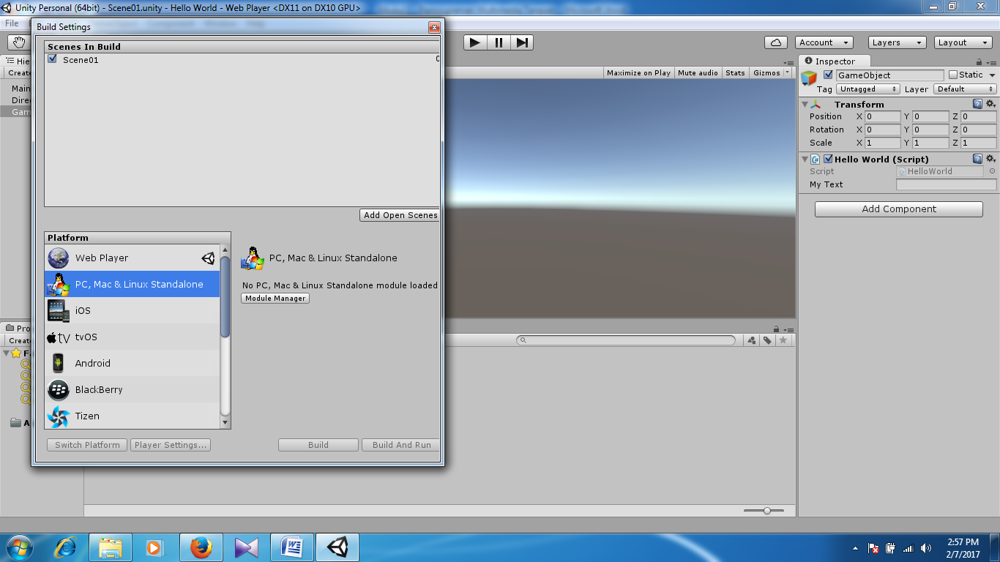 Unity Personal (64bit) - Scene01.unity - Hello World - Web Player <DX11 on DX10 GPU>
File
Build Settings
Scenes In Build
Scene01
0
Add Open Scenes
Platform
Web Player
PC, Mac & Linux Standalone
iOS
tvOS
Android
BlackBerry
Tizen
PC, Mac & Linux Standalone
No PC, Mac & Linux Standalone module loaded
Module Manager
Switch Platform
Player Settings...
Build
Build And Run
Hie
Create
Main
Direc
Gam
Pro
Create
Fa
A
Account
Layers
Layout
Maximize on Play
Mute audio
Stats
Gizmos
Inspector
GameObject
Static
Tag Untagged Layer Default
Transform
Position X 0 Y 0 Z 0
Rotation X 0 Y 0 Z 0
Scale X 1 Y 1 Z 1
Hello World (Script)
Script HelloWorld
My Text
Add Component
2:57 PM
2/7/2017